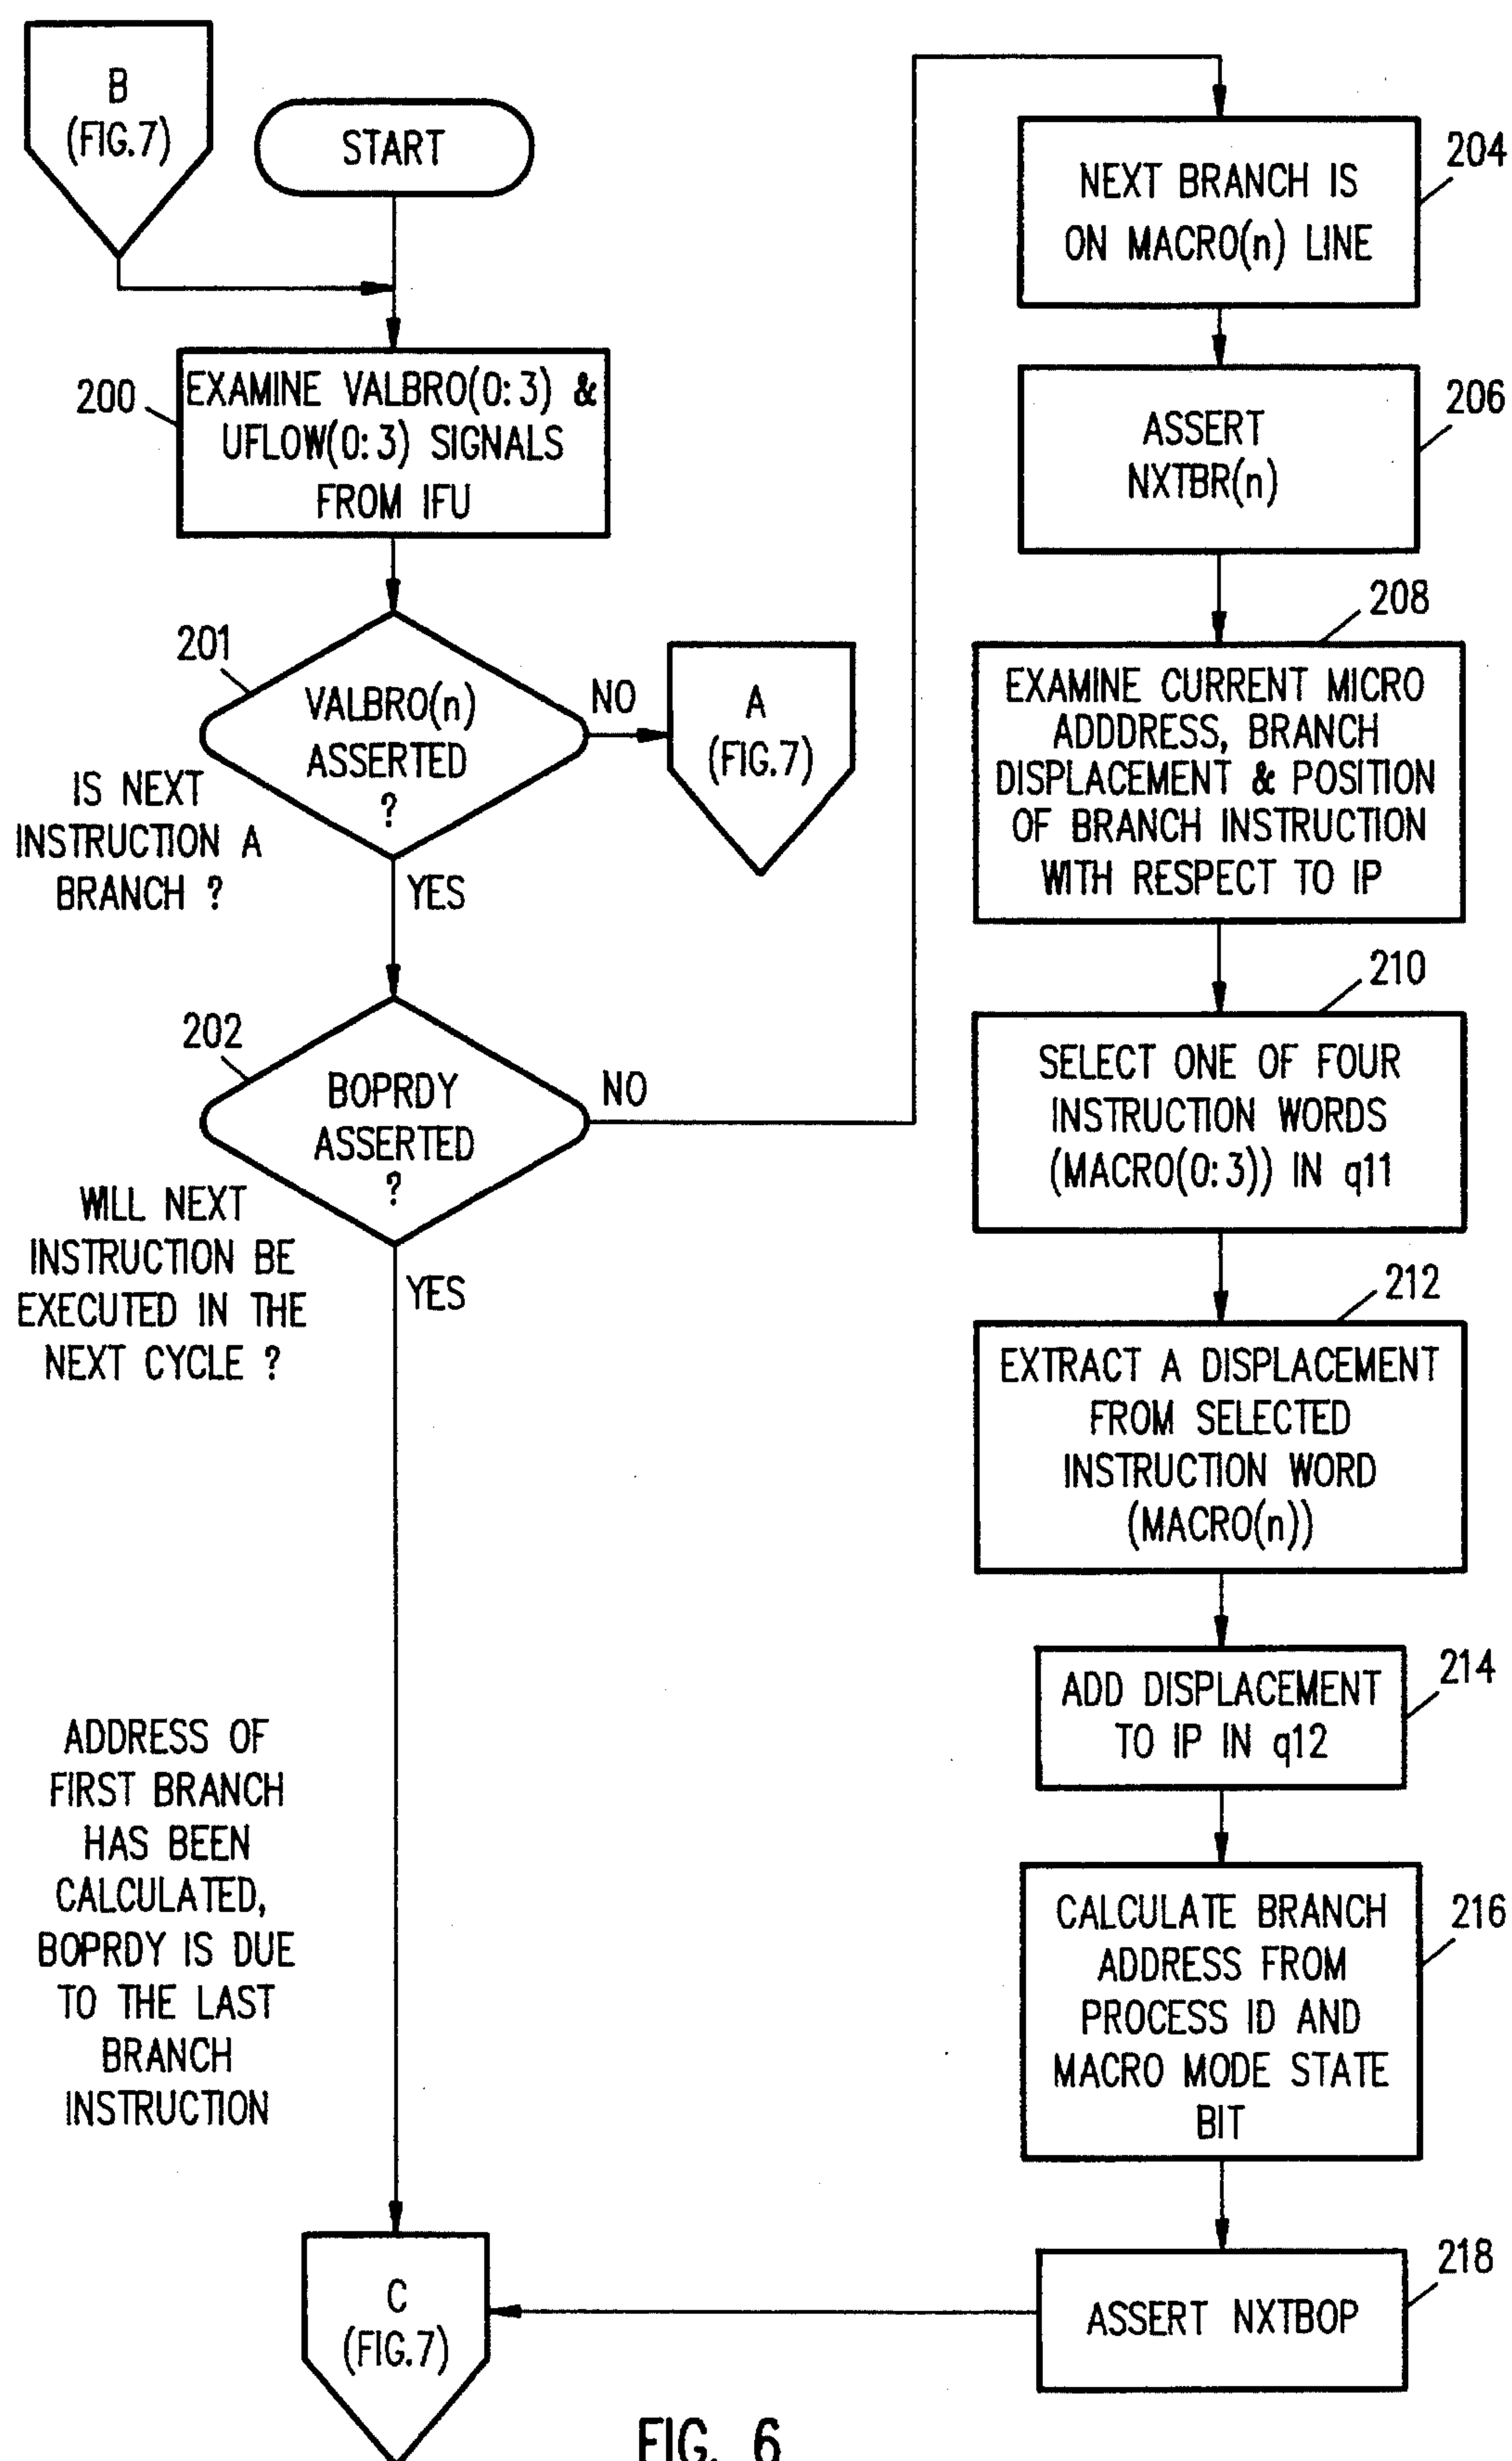 B
(FIG.7)
START
200
EXAMINE VALBRO(0:3) &
UFLOW(0:3) SIGNALS
FROM IFU
201
VALBRO(n)
ASSERTED
?
NO
A
(FIG.7)
IS NEXT
INSTRUCTION A
BRANCH ?
YES
202
BOPRDY
ASSERTED
?
NO
WILL NEXT
INSTRUCTION BE
EXECUTED IN THE
NEXT CYCLE ?
YES
ADDRESS OF
FIRST BRANCH
HAS BEEN
CALCULATED,
BOPRDY IS DUE
TO THE LAST
BRANCH
INSTRUCTION
C
(FIG.7)
204
NEXT BRANCH IS
ON MACRO(n) LINE
206
ASSERT
NXTBR(n)
208
EXAMINE CURRENT MICRO
ADDDRESS, BRANCH
DISPLACEMENT & POSITION
OF BRANCH INSTRUCTION
WITH RESPECT TO IP
210
SELECT ONE OF FOUR
INSTRUCTION WORDS
(MACRO(0:3)) IN q11
212
EXTRACT A DISPLACEMENT
FROM SELECTED
INSTRUCTION WORD
(MACRO(n))
214
ADD DISPLACEMENT
TO IP IN q12
216
CALCULATE BRANCH
ADDRESS FROM
PROCESS ID AND
MACRO MODE STATE
BIT
218
ASSERT NXTBOP
FIG. 6